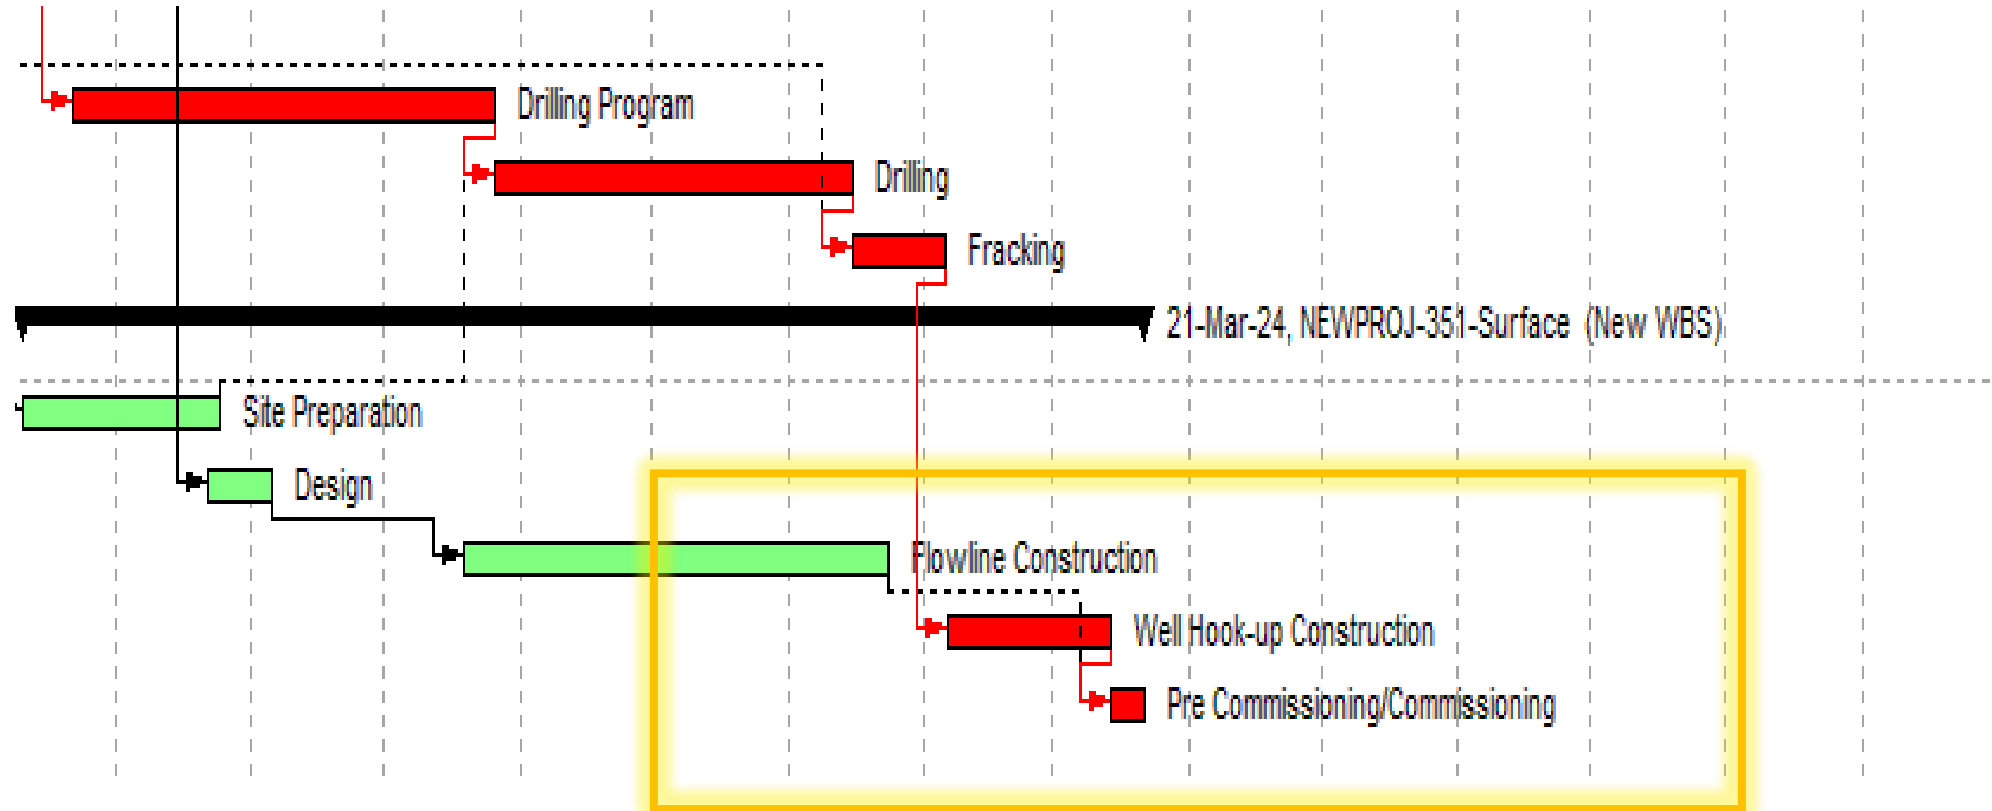 Drilling Program
Drilling
Fracking
21-Mar-24, NEWPROJ-351-Surface (New WBS)
Site Preparation
Design
Flowline Construction
Well Hook-up Construction
Pre Commissioning/Commissioning